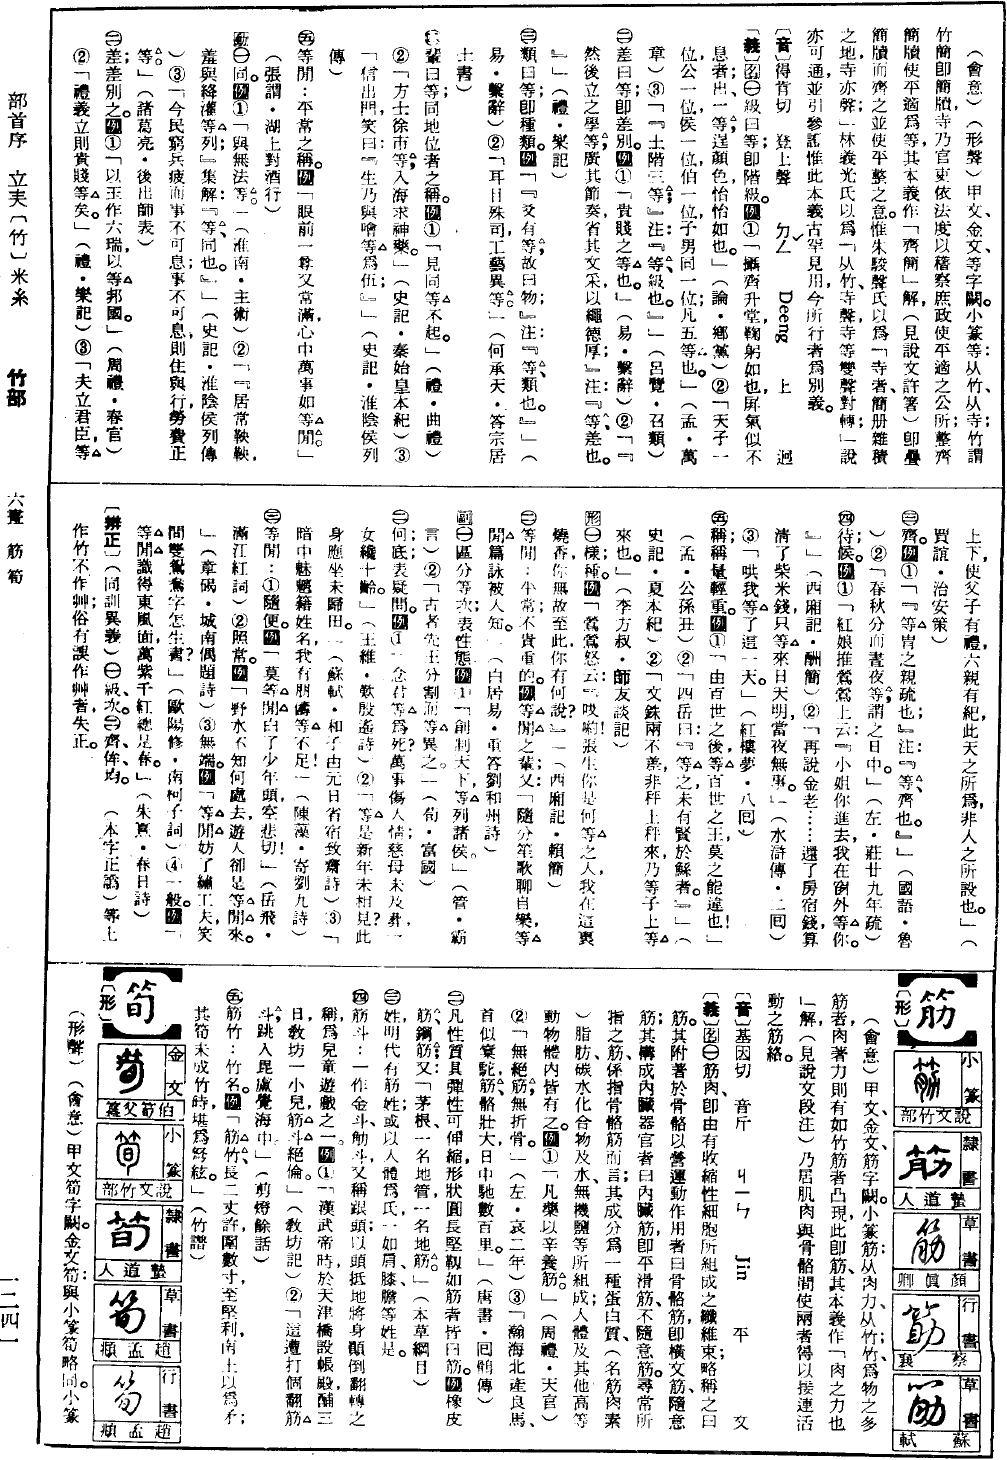 （會意）（形聲）甲文、金文、等字闕。小篆等：从竹从寺，竹謂
竹簡即簡牘，寺乃官吏依法度以稽察庶政使平適之公所，整齊
簡牘使平適爲等，其本義作「齊簡」解，（見說文許箸）即疊
簡牘而齊之並使平整之意。惟朱駿聲氏以爲「寺者，簡册雜積
之地，寺亦聲」林義光氏以爲「从竹，寺聲，寺等雙聲對轉。」說
亦可通，並引參証。惟此本義古罕見用，今所行者爲別義。
〔音〕得肯切 登上聲 ㄉㄥˇ Deeng 上 迥
〔義〕名㊀級曰等，即階級。例①「攝齊升堂，鞠躬如也，屏氣似不
息者；出一等，逞顏色，怡怡如也。」（論・鄉黨）②「天子一
位，公一位，侯一位，伯一位，子男同一位，凡五等也。」（孟・萬
章）③「『土階三等』注：『等，級也。』」（呂覽・召類）
㊁差曰等，即差別。例①「貴賤之等也。」（易・繫辭）②「『
然後立之學等，廣其節奏，省其文采，以繩德厚。』注：『等，差也。
』」（禮・樂記）
㊂類曰等，即種類。例「『爻有等，故曰物。』注：『等，類也。』」（
易・繫辭）②「耳目殊司，工藝異等。」（何承天・答宗居
士書）
㊃輩曰等；同地位者之稱。例①「見同等不起。」（禮・曲禮）
②「方士徐市等，入海求神藥。」（史記・秦始皇本紀）③
「信出門，笑曰：『生乃與噲等爲伍。』」（史記・淮陰侯列
傳）
㊄等閒：平常之稱。例「眼前一尊又常滿，心中萬事如等閒。」
（張謂・湖上對酒行）
動㊀同。例①「與無法等」（淮南・主術）②「『居常鞅鞅，
羞與絳灌等列』集解『等，同也。』」（史記・淮陰侯列傳
）③「今民窮兵疲，而事不可息；事不可息，則住與行，勞費正
等。」（諸葛亮・後出師表）
㊁差；差別之。例①「以玉作六瑞，以等邦國。」（周禮・春官）
②「禮義立，則貴賤等矣。」（禮・樂記）③「夫立君臣，等
上下，使父子有禮，六親有紀，此天之所爲，非人之所設也。」（
賈誼・治安策）
㊂齊。例①「『等冑之親疏也』注：『等，齊也。』」（國語・魯
）②「春秋分而晝夜等，謂之日中。」（左・莊廿九年疏）
㊃待；候。例①「紅娘推鶯鶯上云：『小姐你進去，我在窗外等你。
』」（西廂記・酬簡）②「再說金老……還了房宿錢，算
清了柴米錢，只等來日天明，當夜無事。」（水滸傳・二回）
③「哄我等了這一天。」（紅樓夢・八回）
㊄稱；稱量輕重。例①「由百世之後，等百世之王，莫之能違也！」
（孟・公孫丑）②「四岳曰：『等之未有賢於鯀者。』」（
史記・夏本紀）②「文銖兩不差，非秤上秤來，乃等子上等
來也。」（李方叔・師友談記）
形㊀樣；種。例「鶯鶯怒云：『哎喲！張生，你是何等之人，我在這裏
燒香，你無故至此，你有何說？』」（西廂記・賴簡）
㊁等閒：平常；不貴重的。例「等閒之輩」又「隨分笙歌聊自樂，等
閒篇詠被人知。」（白居易・重答劉和州詩）
副㊀區分等次；表性態。例①「創制天下，等列諸侯。」（管・霸
言）②「古者先王分割而等異之。」（荀・富國）
㊁何；底；表疑問。例①「念君等爲死？萬事傷人情；慈母未及葬，一
女纔十齡。」（王維・歎殷遙詩）②「等是新年未相見？此
身應坐未歸田。」（蘇軾・和子由元日省宿致齋詩）③「
暗中魅魑籍姓名，我有朋儔等不足！」（陳藻・寄劉九詩）
㊂等閒：①隨便。例「莫等閒，白了少年頭，空悲切！」（岳飛・
滿江紅詞）②照常。例「野水不知何處去，遊人卻是等閒來。
」（章碣・城南偶題詩）③無端。例「等閒妨了繡工夫，笑
問雙鴛鴦字怎生書？」（歐陽修・南柯子詞）④一般。例「
等閒識得東風面，萬紫千紅總是春。」（朱熹・春日詩）
〔辨正〕（同訓異義）㊀級、次。㊁齊、侔、均。 （本字正譌）等上
作竹不作艸；俗有誤作艸者，失正。
筋
〔形〕
小篆 說文竹部
隸書 蟄道人
草書 顏眞卿
行書 蔡襄
草書 蘇軾
（會意）甲文、金文、筋字闕。小篆筋：从肉力，从竹，竹爲物之多
筋者，肉著力則有如竹筋者凸現，此即筋，其本義作「肉之力也
」解，（見說文段注）乃居肌肉與骨骼間使兩者得以接連活
動之筋絡。
〔音〕基因切 音斤 ㄐㄧㄣ Jin 平 文
〔義〕名㊀筋肉，即由有收縮性細胞所組成之纖維束，略稱之曰
筋。其附著於骨骼以營運動作用者曰骨骼筋，即橫文筋、隨意
筋；其構成內臟器官者曰內臟筋，即平滑筋、不隨意筋。尋常所
指之筋，係指骨骼筋而言；其成分爲一種蛋白質、（名筋肉素
）脂肪、碳水化合物及水、無機鹽等所組成；人體及其他高等
動物體內皆有之。例①「凡藥以辛養筋。」（周禮・天官）
②「無絕筋，無折骨。」（左・哀二年）③「瀚海北產良馬，
首似橐駝，筋骼壯大，日中馳數百里。」（唐書・回鶻傳）
㊁凡性質具彈性可伸縮，形狀圓長堅靱如筋者皆曰筋。例「橡皮
筋；鋼筋」又「茅根，一名地菅，一名地筋。」（本草綱目）
㊂姓，明代有筋姓；或以人體爲氏，一如肩、膝、膽等姓是。
㊃筋斗：一作金斗、觔斗，又稱跟頭；以頭抵地將身顛倒翻轉之
稱，爲兒童遊戲之一。例①「漢武帝時，於天津橋設帳殿，酺三
日，敎坊一小兒，筋斗絕倫。」（敎坊記）②「這遭打個翻筋
斗，跳入毘盧覺海中。」（剪燈餘話）
㊄筋竹：竹名。例「筋竹長二丈許，圍數寸，至堅利，南土以爲矛；
其筍未成竹時，堪爲弩絃。」（竹譜）
筍
〔形〕
金文 伯筍父簋
小篆 說文竹部
隸書 蟄道人
草書 趙孟頫
行書 趙孟頫
（形聲）（會意）甲文筍字闕。金文筍：與小篆筍略同。小篆
部首序 立夫〔竹〕米糸 竹部 六畫 筋 筍 一二四一